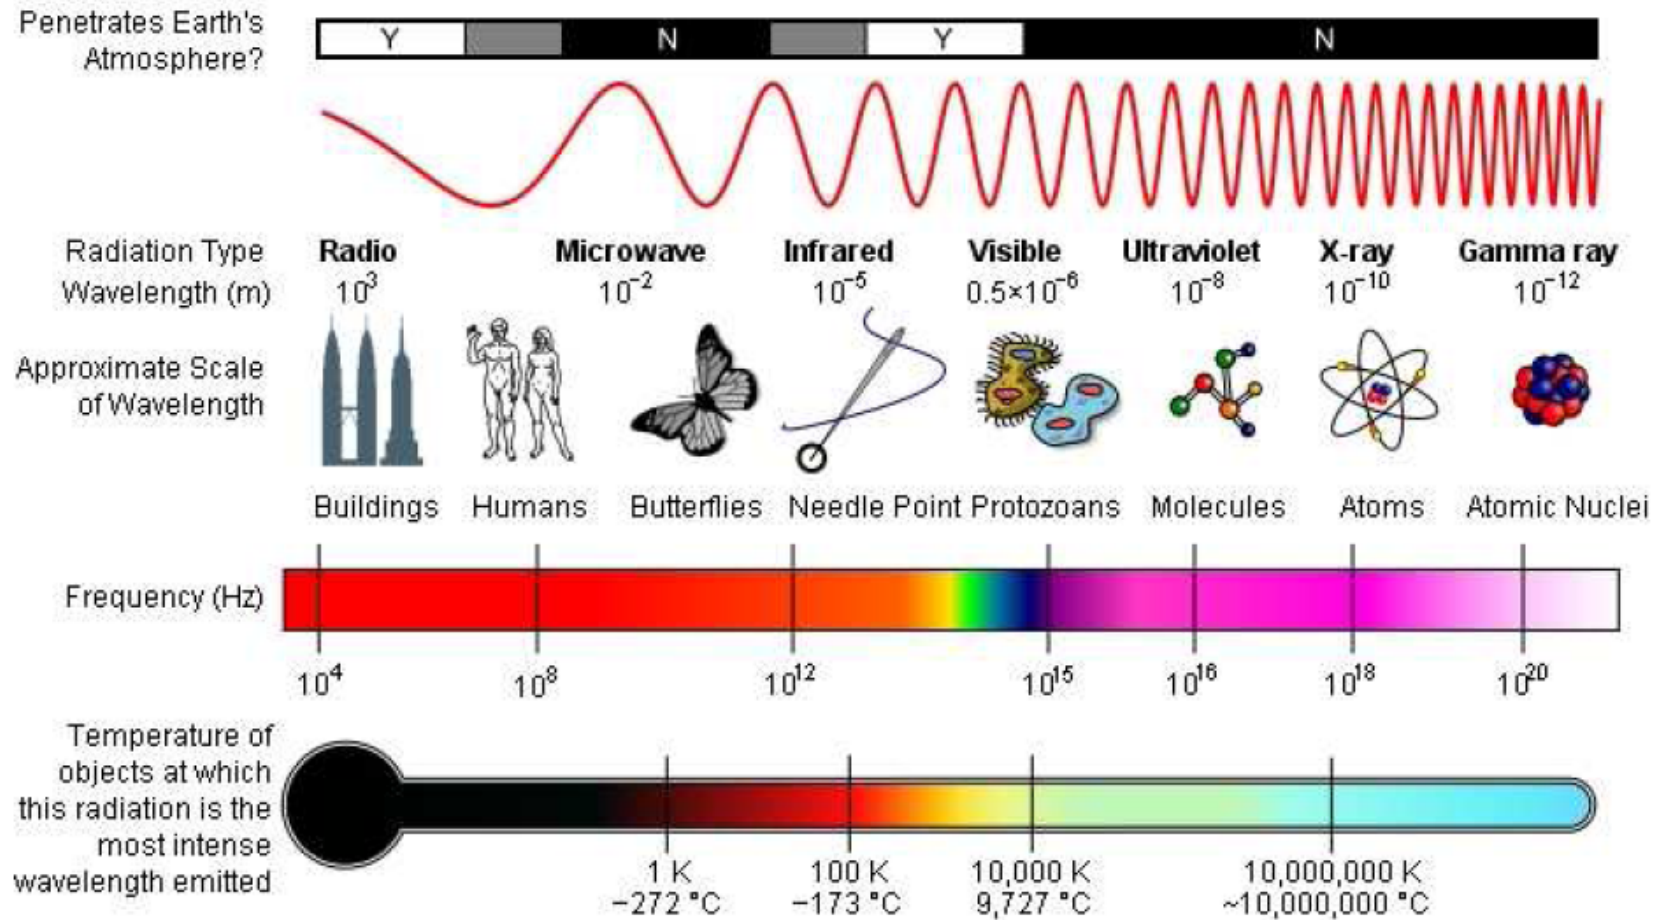 Penetrates Earth's
Atmosphere?
Y N Y N
Radiation Type Radio Microwave Infrared Visible Ultraviolet X-ray Gamma ray
Wavelength (m) 10³ 10⁻² 10⁻⁵ 0.5×10⁻⁶ 10⁻⁸ 10⁻¹⁰ 10⁻¹²
Approximate Scale
of Wavelength
Buildings Humans Butterflies Needle Point Protozoans Molecules Atoms Atomic Nuclei
Frequency (Hz)
10⁴ 10⁸ 10¹² 10¹⁵ 10¹⁶ 10¹⁸ 10²⁰
Temperature of
objects at which
this radiation is the
most intense
wavelength emitted
1 K 100 K 10,000 K 10,000,000 K
−272 °C −173 °C 9,727 °C ~10,000,000 °C